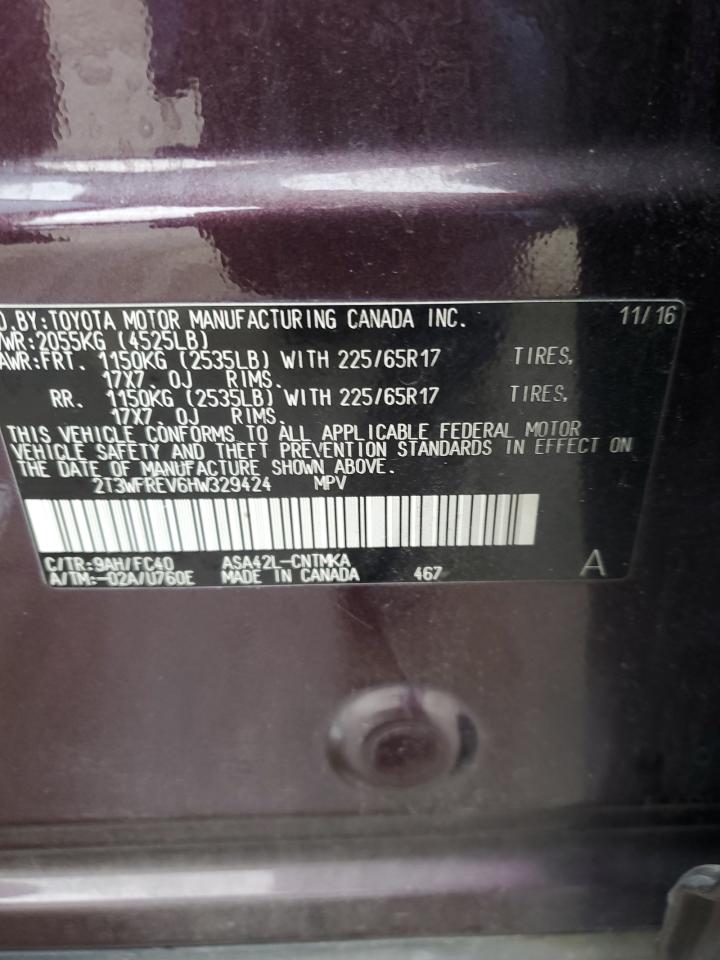 D.BY:TOYOTA MOTOR MANUFACTURING CANADA INC. 11/16
WR:2055KG (4525LB)
AWR:FRT. 1150KG (2535LB) WITH 225/65R17 TIRES,
17X7.0J RIMS.
RR. 1150KG (2535LB) WITH 225/65R17 TIRES,
17X7 0J RIMS.
THIS VEHICLE CONFORMS TO ALL APPLICABLE FEDERAL MOTOR
VEHICLE SAFETY AND THEFT PREVENTION STANDARDS IN EFFECT ON
THE DATE OF MANUFACTURE SHOWN ABOVE.
2T3WFREV6HW329424 MPV
C/TR:9AH/FC40 ASA42L-CNTMKA
A/TM:-02A/U760E MADE IN CANADA 467 A